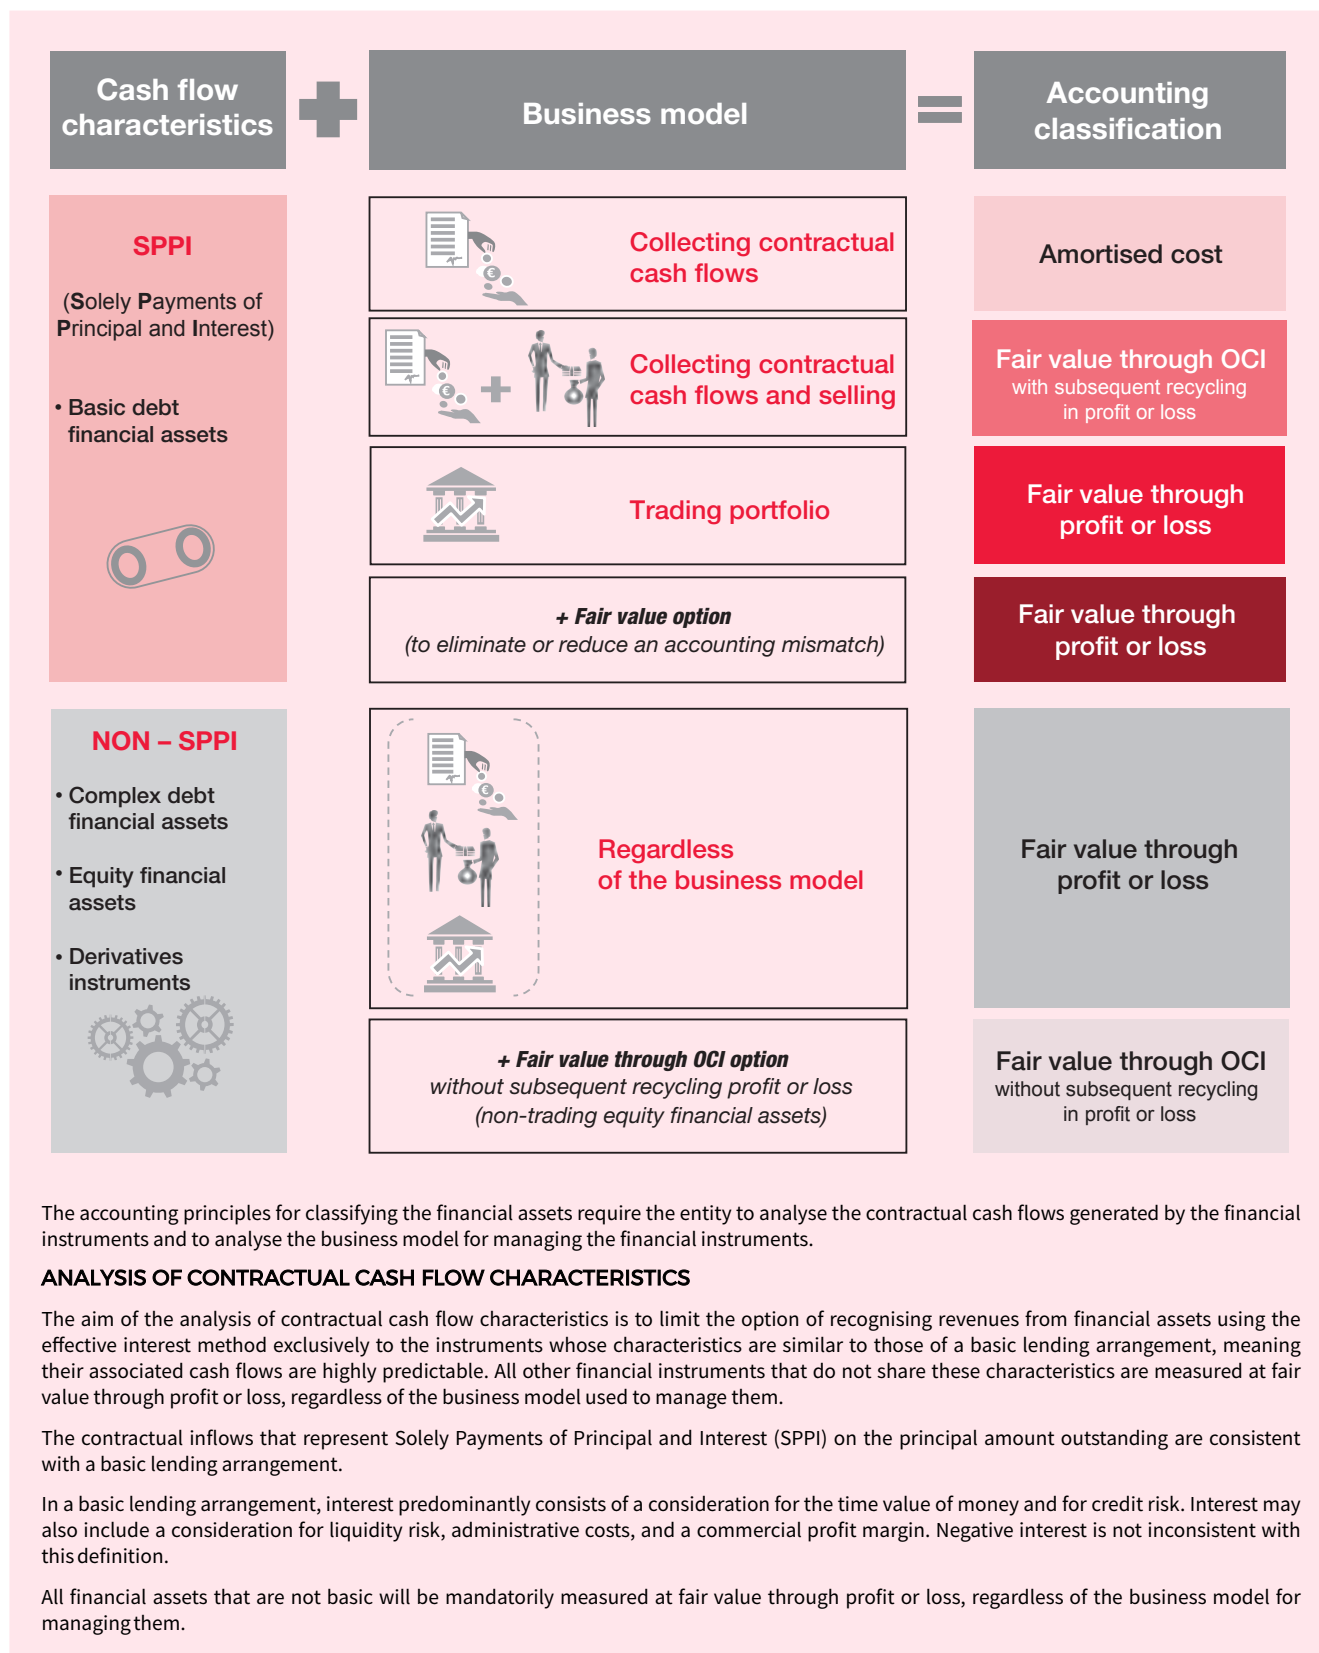 Cash flow
characteristics
Business model
Accounting
classification
SPPI
(Solely Payments of
Principal and Interest)
• Basic debt
financial assets
Collecting contractual
cash flows
Amortised cost
Collecting contractual
cash flows and selling
Fair value through OCI
with subsequent recycling
in profit or loss
Trading portfolio
Fair value through
profit or loss
+ Fair value option
(to eliminate or reduce an accounting mismatch)
Fair value through
profit or loss
NON – SPPI
• Complex debt
financial assets
• Equity financial
assets
• Derivatives
instruments
Regardless
of the business model
Fair value through
profit or loss
+ Fair value through OCI option
without subsequent recycling profit or loss
(non-trading equity financial assets)
Fair value through OCI
without subsequent recycling
in profit or loss
The accounting principles for classifying the financial assets require the entity to analyse the contractual cash flows generated by the financial
instruments and to analyse the business model for managing the financial instruments.
ANALYSIS OF CONTRACTUAL CASH FLOW CHARACTERISTICS
The aim of the analysis of contractual cash flow characteristics is to limit the option of recognising revenues from financial assets using the
effective interest method exclusively to the instruments whose characteristics are similar to those of a basic lending arrangement, meaning
their associated cash flows are highly predictable. All other financial instruments that do not share these characteristics are measured at fair
value through profit or loss, regardless of the business model used to manage them.
The contractual inflows that represent Solely Payments of Principal and Interest (SPPI) on the principal amount outstanding are consistent
with a basic lending arrangement.
In a basic lending arrangement, interest predominantly consists of a consideration for the time value of money and for credit risk. Interest may
also include a consideration for liquidity risk, administrative costs, and a commercial profit margin. Negative interest is not inconsistent with
this definition.
All financial assets that are not basic will be mandatorily measured at fair value through profit or loss, regardless of the business model for
managing them.